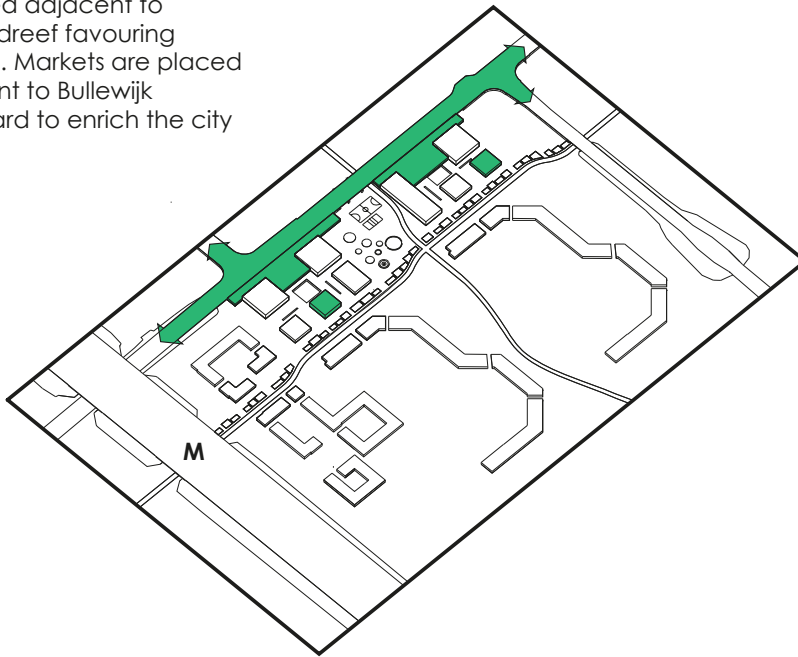 adjacent to
dreef favouring
. Markets are placed
nt to Bullewijk
ard to enrich the city
M